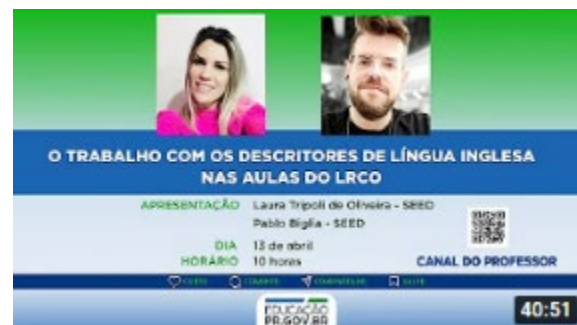 O TRABALHO COM OS DESCRITORES DE LÍNGUA INGLESA
NAS AULAS DO LRCO
APRESENTAÇÃO Laura Tripoli de Oliveira - SEED
Pablo Biglia - SEED
DIA 13 de abril
HORÁRIO 10 horas
CANAL DO PROFESSOR
EDUCAÇÃO
PR.GOV.BR
40:51